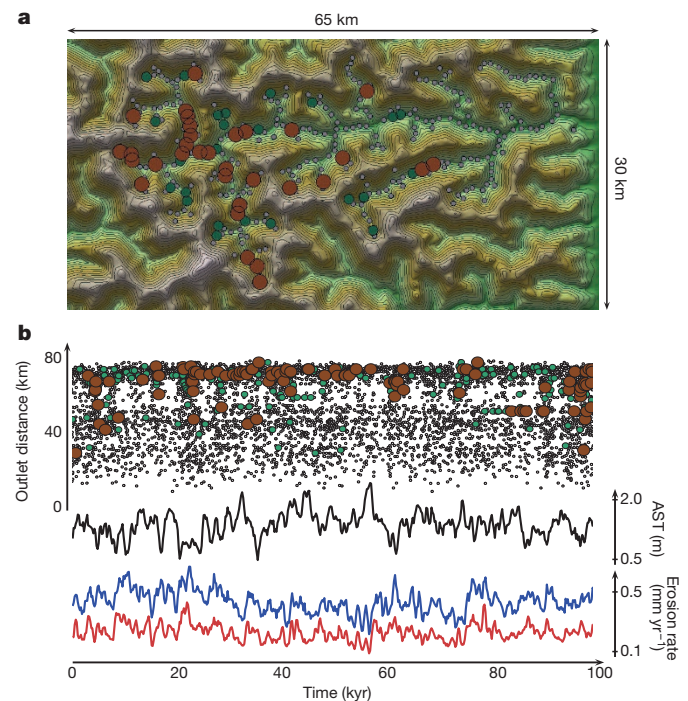 a
65 km
30 km
b
80
40
0
Outlet distance (km)
2.0
0.5
AST (m)
0.5
0.1
Erosion rate
(mm yr⁻¹)
0 20 40 60 80 100
Time (kyr)